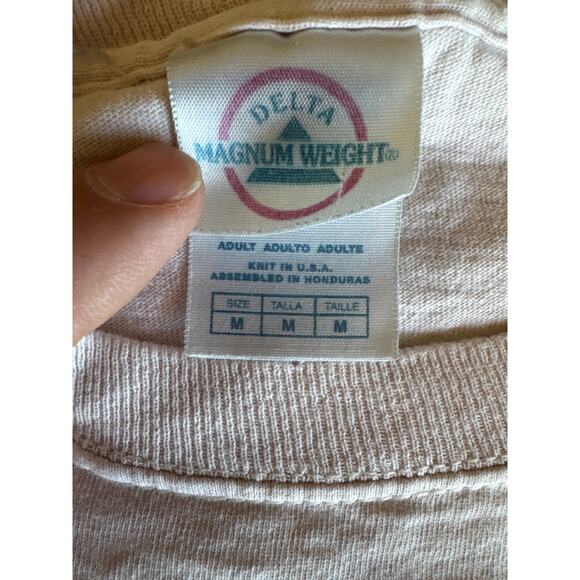 DELTA
MAGNUM WEIGHT®
ADULT ADULTO ADULTE
KNIT IN U.S.A.
ASSEMBLED IN HONDURAS
SIZE TALLA TAILLE
M M M